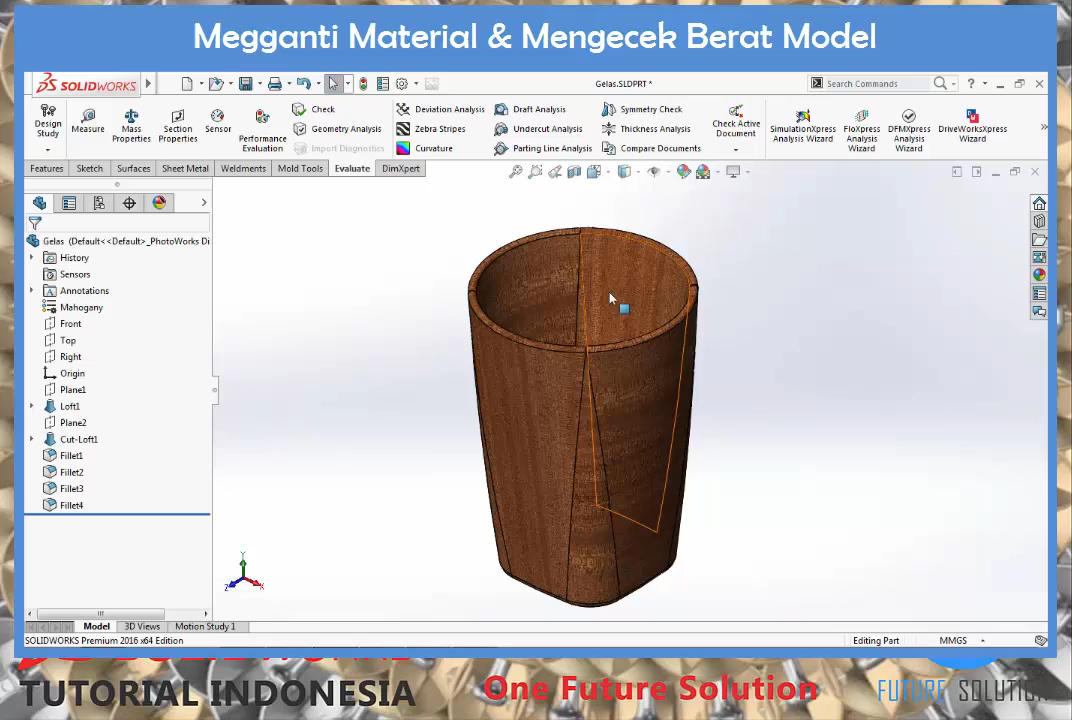 Megganti Material & Mengecek Berat Model
SOLIDWORKS
Gelas.SLDPRT *
Search Commands
Design Study
Measure
Mass Properties
Section Properties
Sensor
Performance Evaluation
Check
Geometry Analysis
Import Diagnostics
Deviation Analysis
Zebra Stripes
Curvature
Draft Analysis
Undercut Analysis
Parting Line Analysis
Symmetry Check
Thickness Analysis
Compare Documents
Check Active Document
SimulationXpress Analysis Wizard
FloXpress Analysis Wizard
DFMXpress Analysis Wizard
DriveWorksXpress Wizard
Features
Sketch
Surfaces
Sheet Metal
Weldments
Mold Tools
Evaluate
DimXpert
Gelas (Default<<Default>_PhotoWorks Di
History
Sensors
Annotations
Mahogany
Front
Top
Right
Origin
Plane1
Loft1
Plane2
Cut-Loft1
Fillet1
Fillet2
Fillet3
Fillet4
Y
X
Z
Model
3D Views
Motion Study 1
SOLIDWORKS Premium 2016 x64 Edition
Editing Part
MMGS
TUTORIAL INDONESIA
One Future Solution
FUTURE SOLUTION